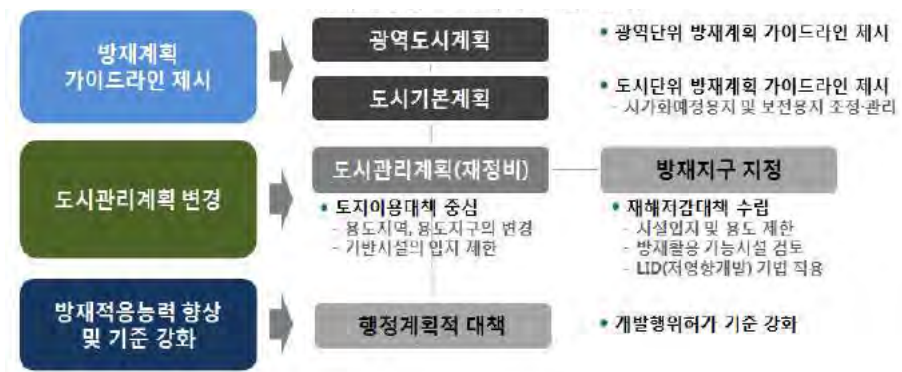 방재계획
가이드라인 제시
광역도시계획
• 광역단위 방재계획 가이드라인 제시
도시기본계획
• 도시단위 방재계획 가이드라인 제시
- 시가화예정용지 및 보전용지 조정·관리
도시관리계획 변경
도시관리계획(재정비)
• 토지이용대책 중심
- 용도지역, 용도지구의 변경
- 기반시설의 입지 제한
방재지구 지정
• 재해저감대책 수립
- 시설입지 및 용도 제한
- 방재활용 기능시설 검토
- LID(저영향개발) 기법 적용
방재적응능력 향상
및 기준 강화
행정계획적 대책
• 개발행위허가 기준 강화